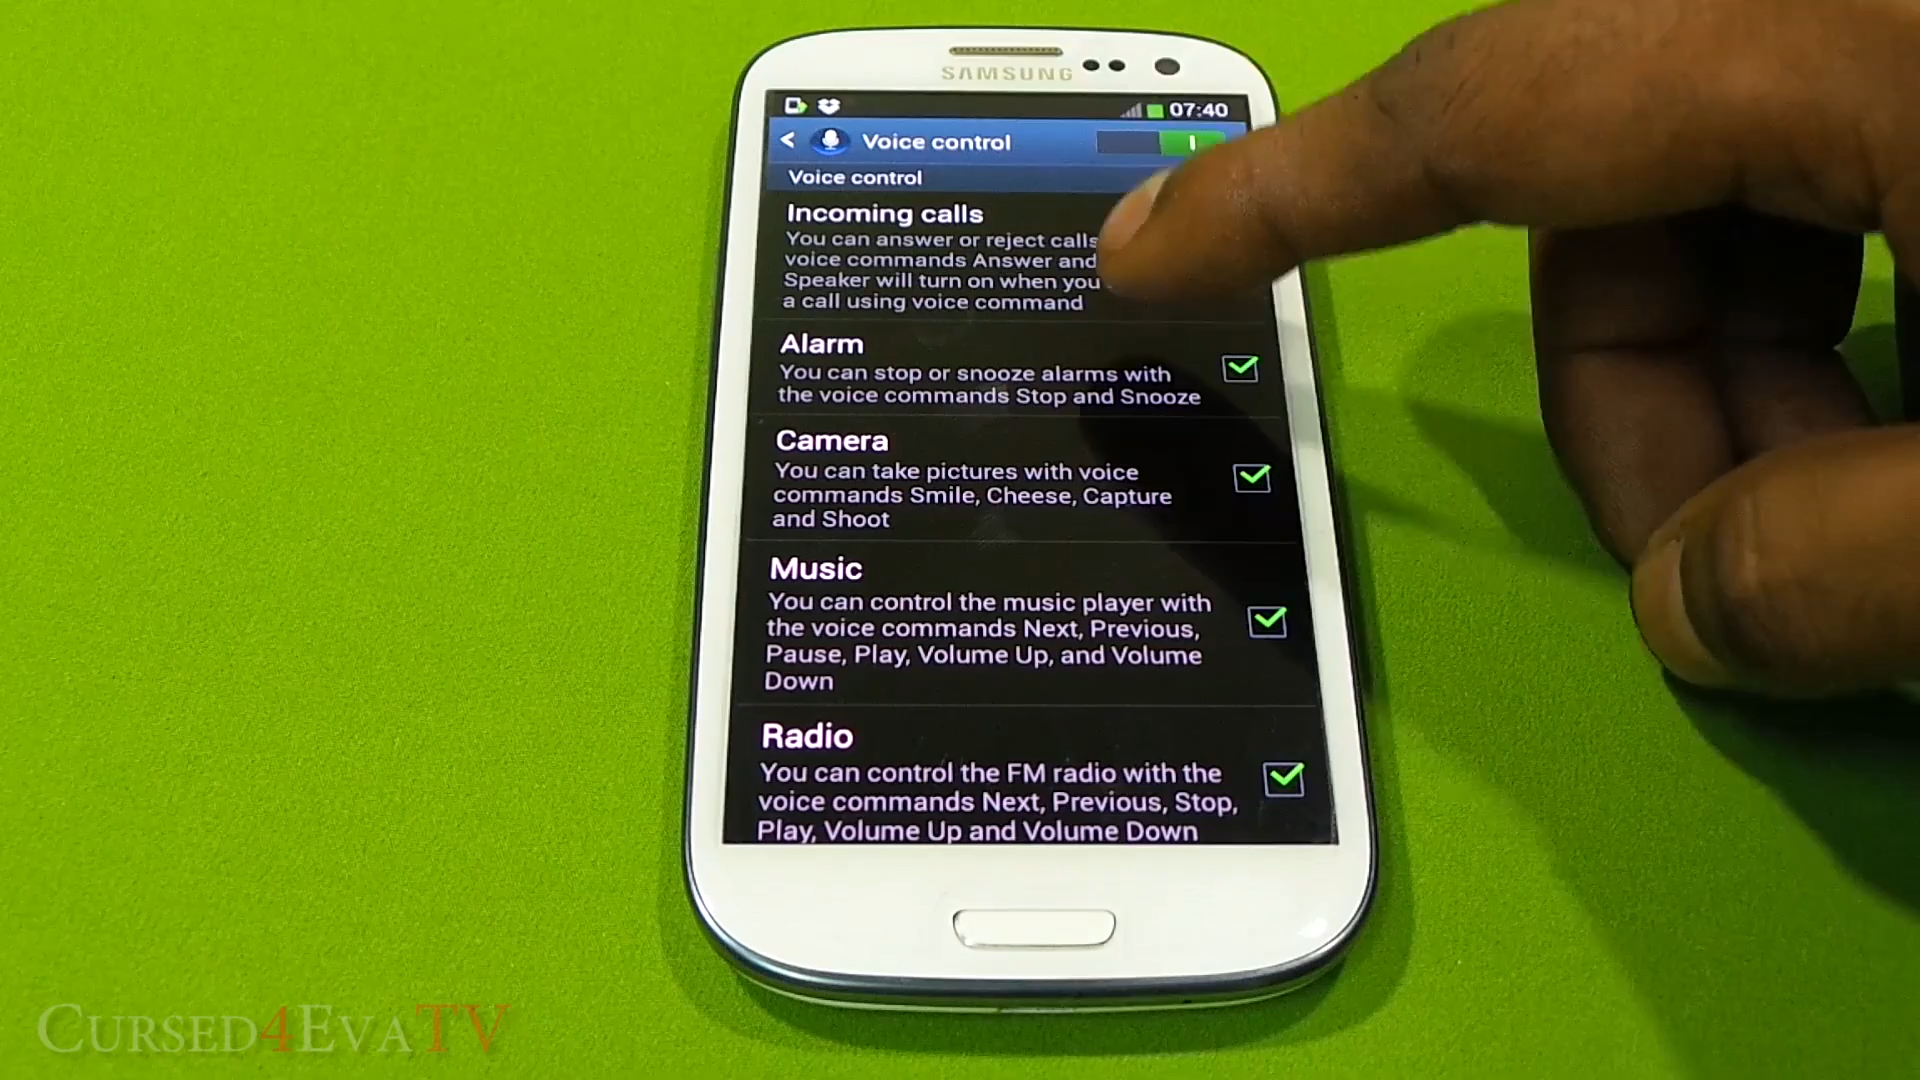 SAMSUNG
07:40
Voice control
Voice control
Incoming calls
You can answer or reject calls
voice commands Answer and
Speaker will turn on when you
a call using voice command
Alarm
You can stop or snooze alarms with
the voice commands Stop and Snooze
Camera
You can take pictures with voice
commands Smile, Cheese, Capture
and Shoot
Music
You can control the music player with
the voice commands Next, Previous,
Pause, Play, Volume Up, and Volume
Down
Radio
You can control the FM radio with the
voice commands Next, Previous, Stop,
Play, Volume Up and Volume Down
CURSED4EVATV